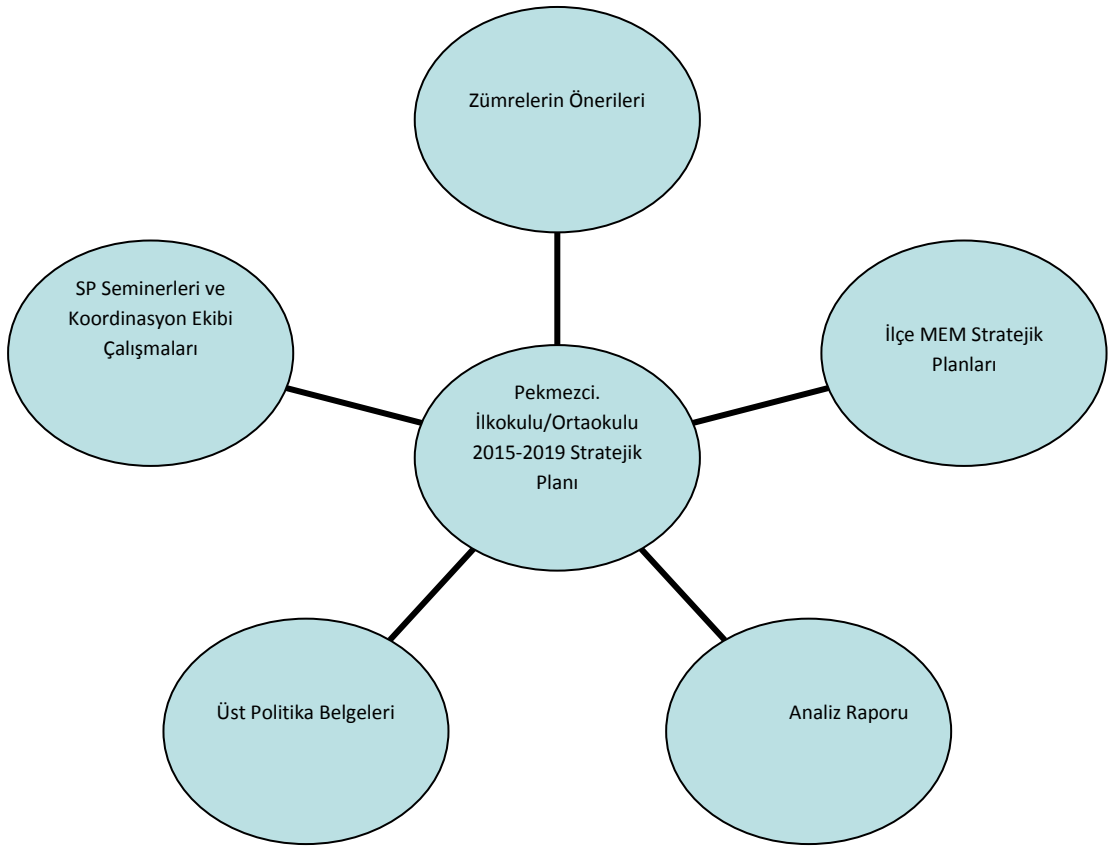 Zümrelerin Önerileri
SP Seminerleri ve
Koordinasyon Ekibi
Çalışmaları
İlçe MEM Stratejik
Planları
Pekmezci.
İlkokulu/Ortaokulu
2015-2019 Stratejik
Planı
Üst Politika Belgeleri
Analiz Raporu